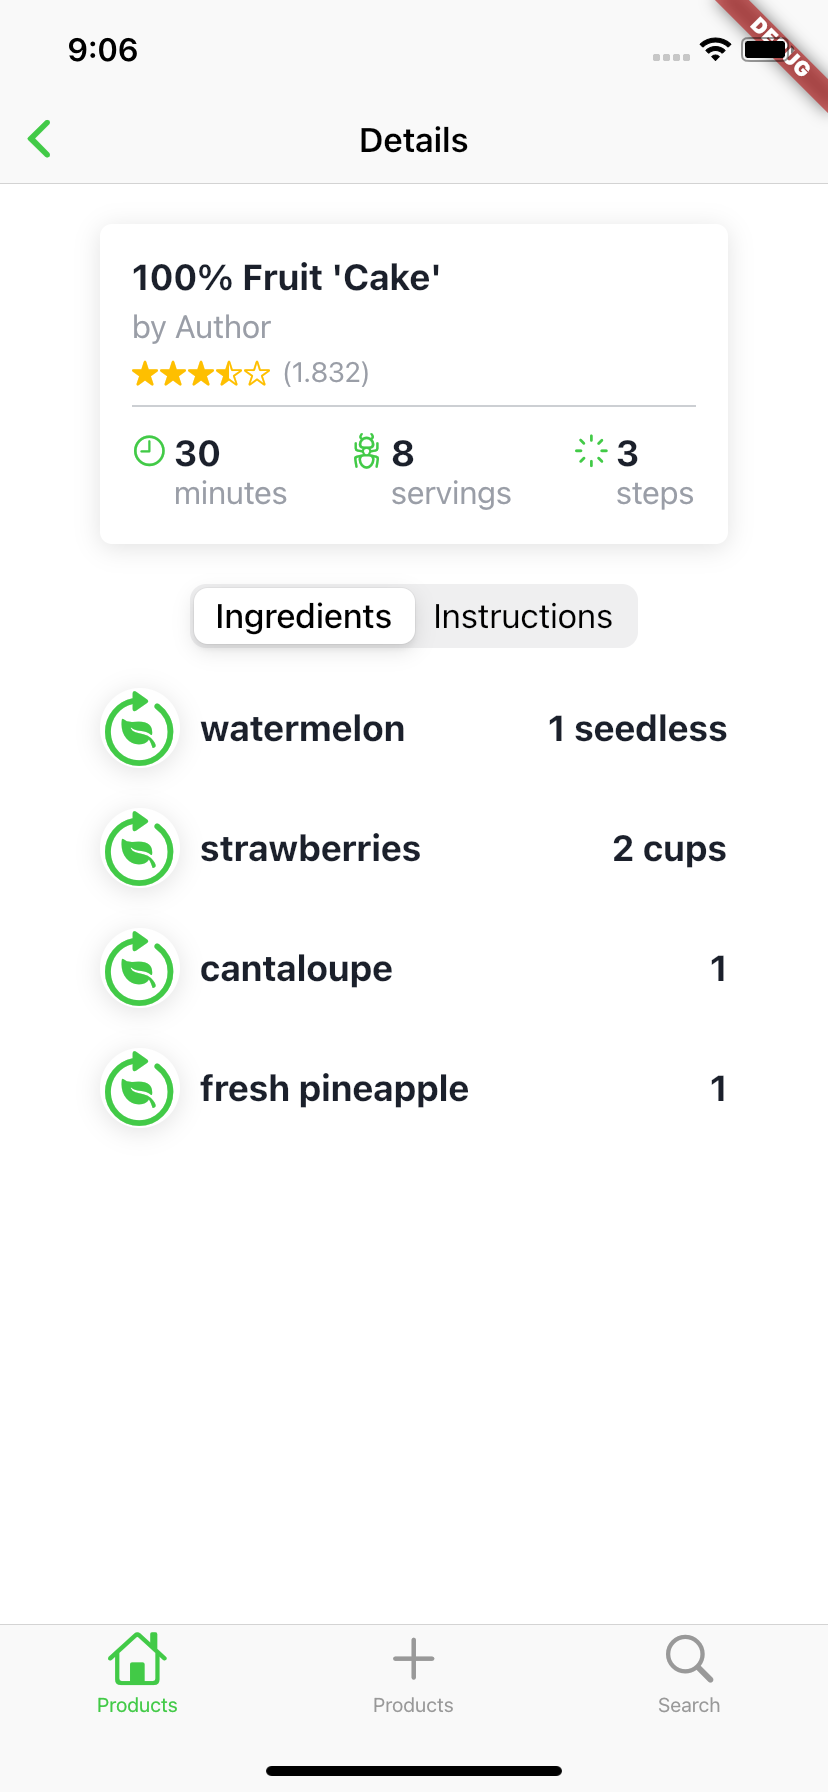 9:06
DEBUG
Details
100% Fruit 'Cake'
by Author
(1.832)
30 8 3
minutes servings steps
Ingredients Instructions
watermelon 1 seedless
strawberries 2 cups
cantaloupe 1
fresh pineapple 1
Products Products Search